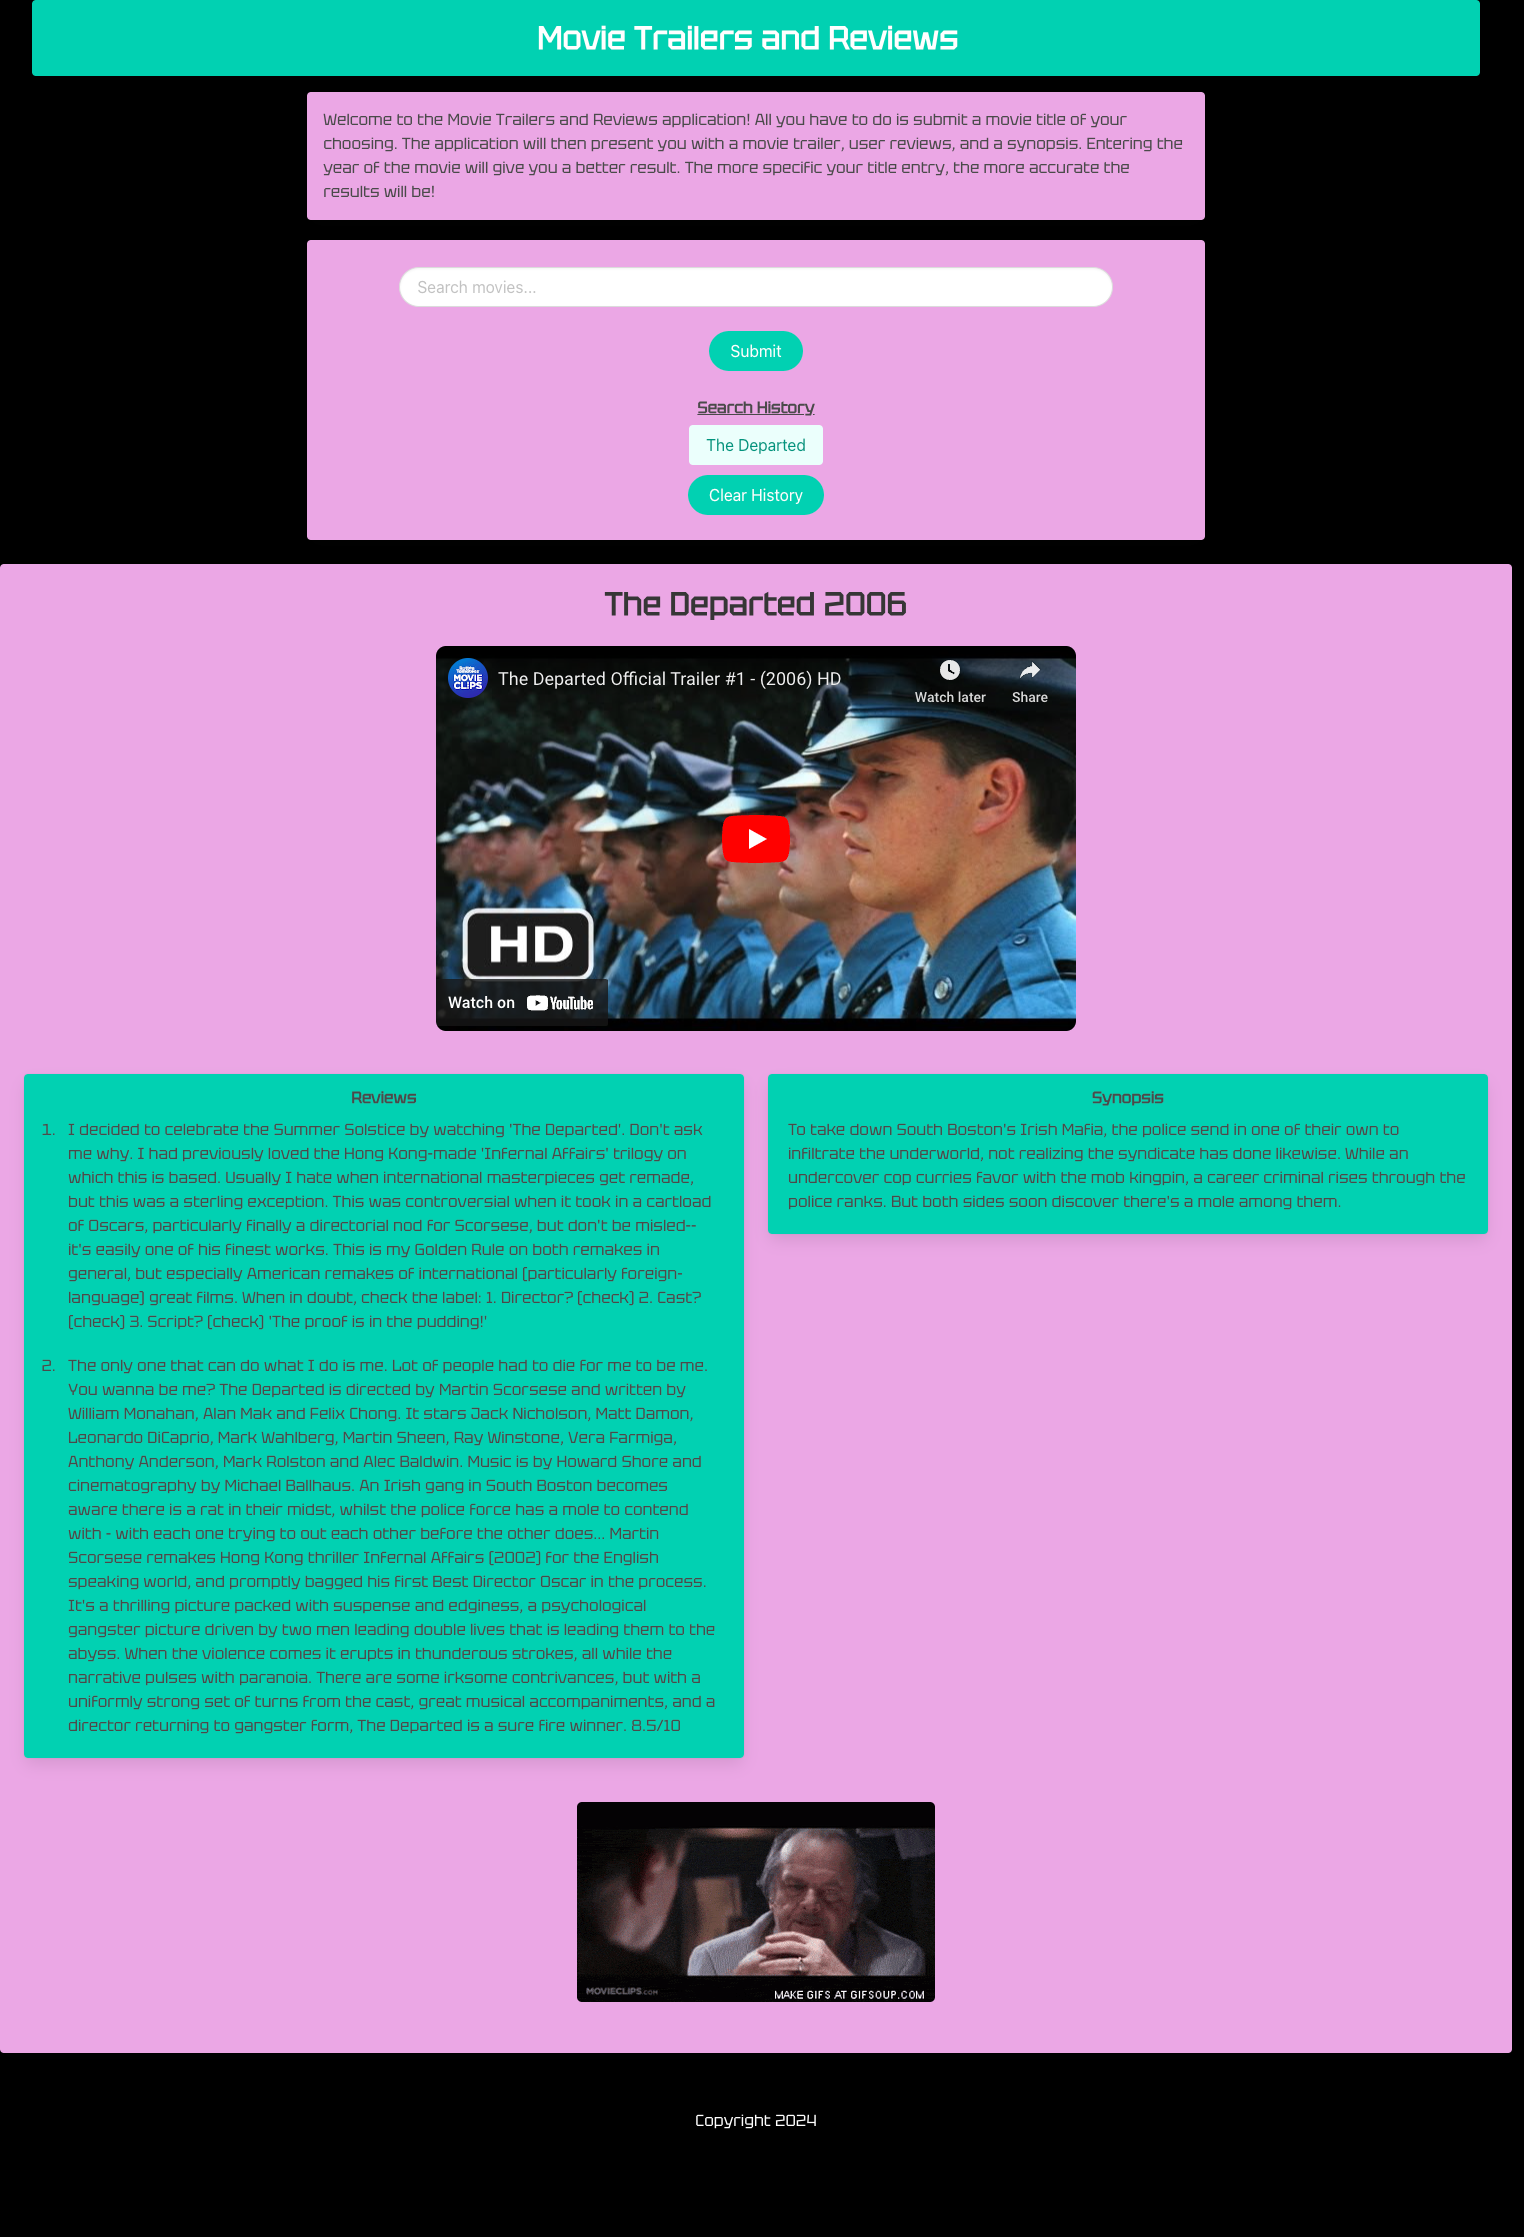 Movie Trailers and Reviews
Welcome to the Movie Trailers and Reviews application! All you have to do is submit a movie title of your
choosing. The application will then present you with a movie trailer, user reviews, and a synopsis. Entering the
year of the movie will give you a better result. The more specific your title entry, the more accurate the
results will be!
Search movies...
Submit
Search History
The Departed
Clear History
The Departed 2006
MOVIE
CLIPS
The Departed Official Trailer #1 - (2006) HD
Watch later
Share
HD
Watch on YouTube
Reviews
1. I decided to celebrate the Summer Solstice by watching 'The Departed'. Don't ask
me why. I had previously loved the Hong Kong-made 'Infernal Affairs' trilogy on
which this is based. Usually I hate when international masterpieces get remade,
but this was a sterling exception. This was controversial when it took in a cartload
of Oscars, particularly finally a directorial nod for Scorsese, but don't be misled--
it's easily one of his finest works. This is my Golden Rule on both remakes in
general, but especially American remakes of international (particularly foreign-
language) great films. When in doubt, check the label: 1. Director? (check) 2. Cast?
(check) 3. Script? (check) 'The proof is in the pudding!'
2. The only one that can do what I do is me. Lot of people had to die for me to be me.
You wanna be me? The Departed is directed by Martin Scorsese and written by
William Monahan, Alan Mak and Felix Chong. It stars Jack Nicholson, Matt Damon,
Leonardo DiCaprio, Mark Wahlberg, Martin Sheen, Ray Winstone, Vera Farmiga,
Anthony Anderson, Mark Rolston and Alec Baldwin. Music is by Howard Shore and
cinematography by Michael Ballhaus. An Irish gang in South Boston becomes
aware there is a rat in their midst, whilst the police force has a mole to contend
with - with each one trying to out each other before the other does... Martin
Scorsese remakes Hong Kong thriller Infernal Affairs (2002) for the English
speaking world, and promptly bagged his first Best Director Oscar in the process.
It's a thrilling picture packed with suspense and edginess, a psychological
gangster picture driven by two men leading double lives that is leading them to the
abyss. When the violence comes it erupts in thunderous strokes, all while the
narrative pulses with paranoia. There are some irksome contrivances, but with a
uniformly strong set of turns from the cast, great musical accompaniments, and a
director returning to gangster form, The Departed is a sure fire winner. 8.5/10
Synopsis
To take down South Boston's Irish Mafia, the police send in one of their own to
infiltrate the underworld, not realizing the syndicate has done likewise. While an
undercover cop curries favor with the mob kingpin, a career criminal rises through the
police ranks. But both sides soon discover there's a mole among them.
MOVIECLIPS.COM
MAKE GIFS AT GIFSOUP.COM
Copyright 2024